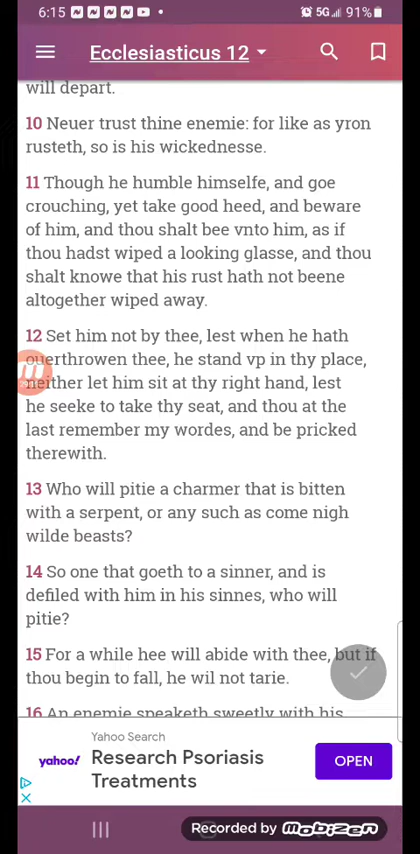 6:15 5G 91%
Ecclesiasticus 12
will depart.
10 Neuer trust thine enemie: for like as yron
rusteth, so is his wickednesse.
11 Though he humble himselfe, and goe
crouching, yet take good heed, and beware
of him, and thou shalt bee vnto him, as if
thou hadst wiped a looking glasse, and thou
shalt knowe that his rust hath not beene
altogether wiped away.
12 Set him not by thee, lest when he hath
ouerthrowen thee, he stand vp in thy place,
neither let him sit at thy right hand, lest
he seeke to take thy seat, and thou at the
last remember my wordes, and be pricked
therewith.
13 Who will pitie a charmer that is bitten
with a serpent, or any such as come nigh
wilde beasts?
14 So one that goeth to a sinner, and is
defiled with him in his sinnes, who will
pitie?
15 For a while hee will abide with thee, but if
thou begin to fall, he wil not tarie.
16 An enemie speaketh sweetly with his
Yahoo Search
yahoo!
Research Psoriasis
Treatments
OPEN
Recorded by mobizen